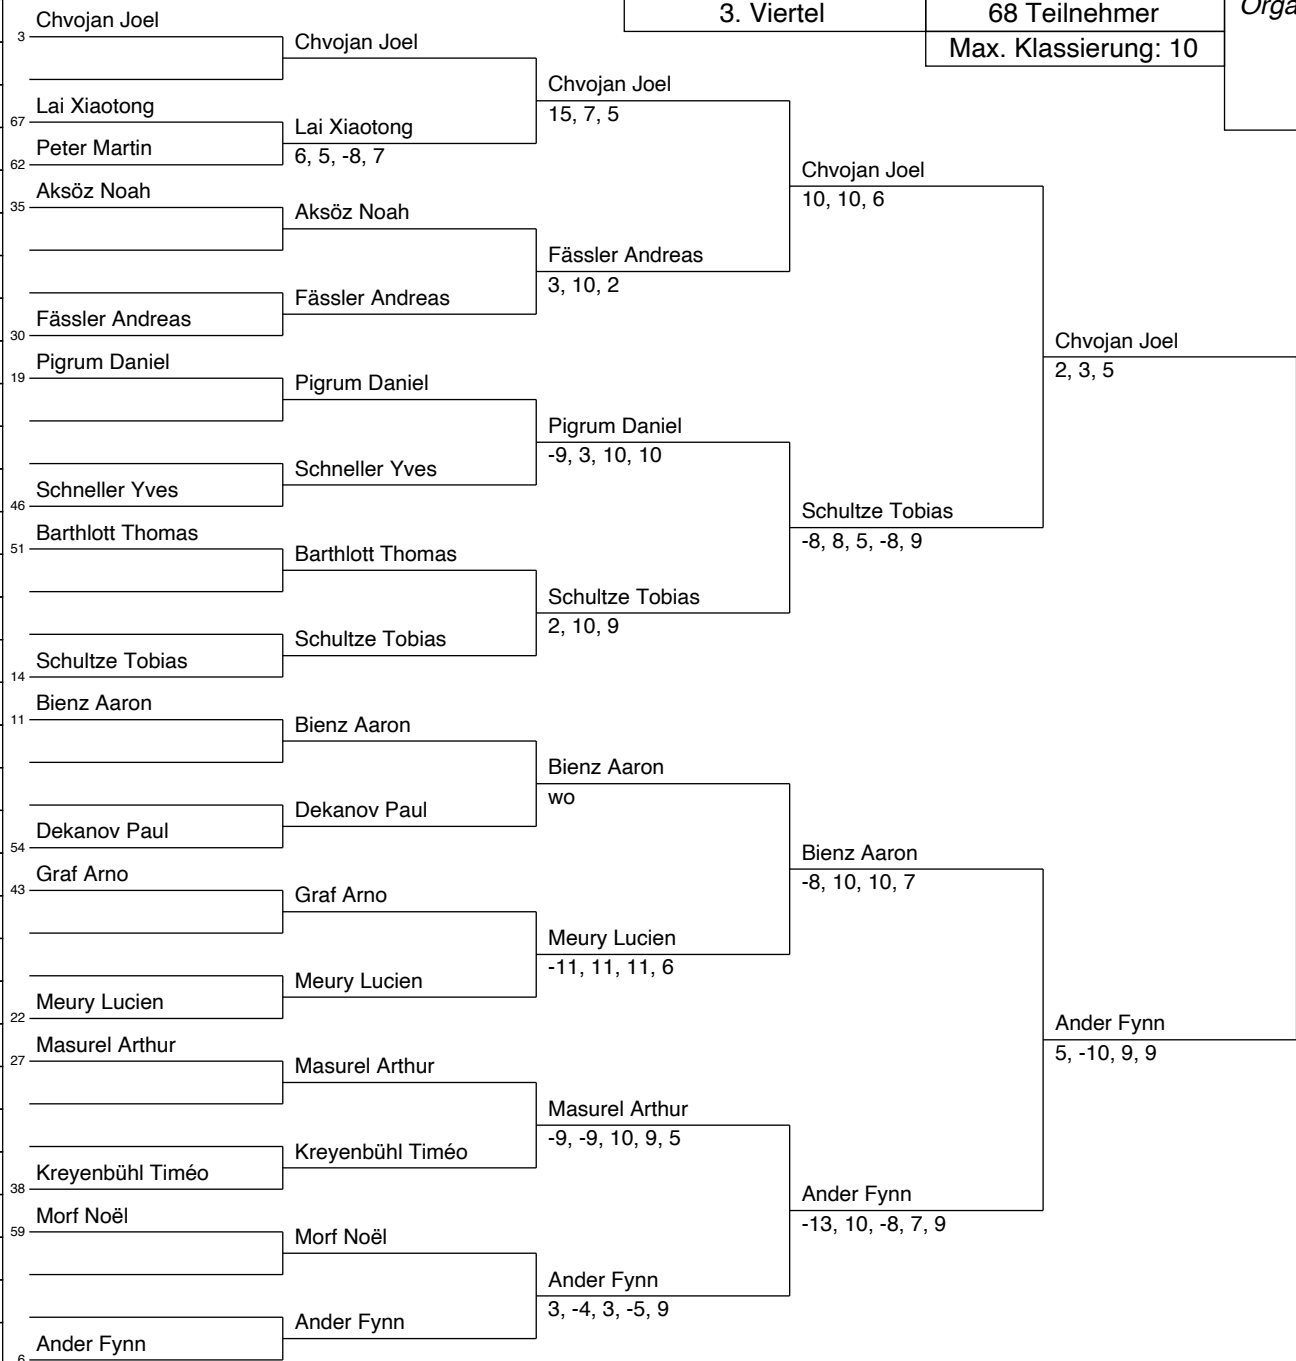 3. Viertel
68 Teilnehmer
Orga
Max. Klassierung: 10
3 Chvojan Joel
67 Lai Xiaotong
62 Peter Martin
35 Aksöz Noah
30 Fässler Andreas
19 Pigrum Daniel
46 Schneller Yves
51 Barthlott Thomas
14 Schultze Tobias
11 Bienz Aaron
54 Dekanov Paul
43 Graf Arno
22 Meury Lucien
27 Masurel Arthur
38 Kreyenbühl Timéo
59 Morf Noël
6 Ander Fynn
Chvojan Joel
Lai Xiaotong
6, 5, -8, 7
Aksöz Noah
Fässler Andreas
Pigrum Daniel
Schneller Yves
Barthlott Thomas
Schultze Tobias
Bienz Aaron
Dekanov Paul
Graf Arno
Meury Lucien
Masurel Arthur
Kreyenbühl Timéo
Morf Noël
Ander Fynn
Chvojan Joel
15, 7, 5
Fässler Andreas
3, 10, 2
Pigrum Daniel
-9, 3, 10, 10
Schultze Tobias
2, 10, 9
Bienz Aaron
wo
Meury Lucien
-11, 11, 11, 6
Masurel Arthur
-9, -9, 10, 9, 5
Ander Fynn
3, -4, 3, -5, 9
Chvojan Joel
10, 10, 6
Schultze Tobias
-8, 8, 5, -8, 9
Bienz Aaron
-8, 10, 10, 7
Ander Fynn
-13, 10, -8, 7, 9
Chvojan Joel
2, 3, 5
Ander Fynn
5, -10, 9, 9